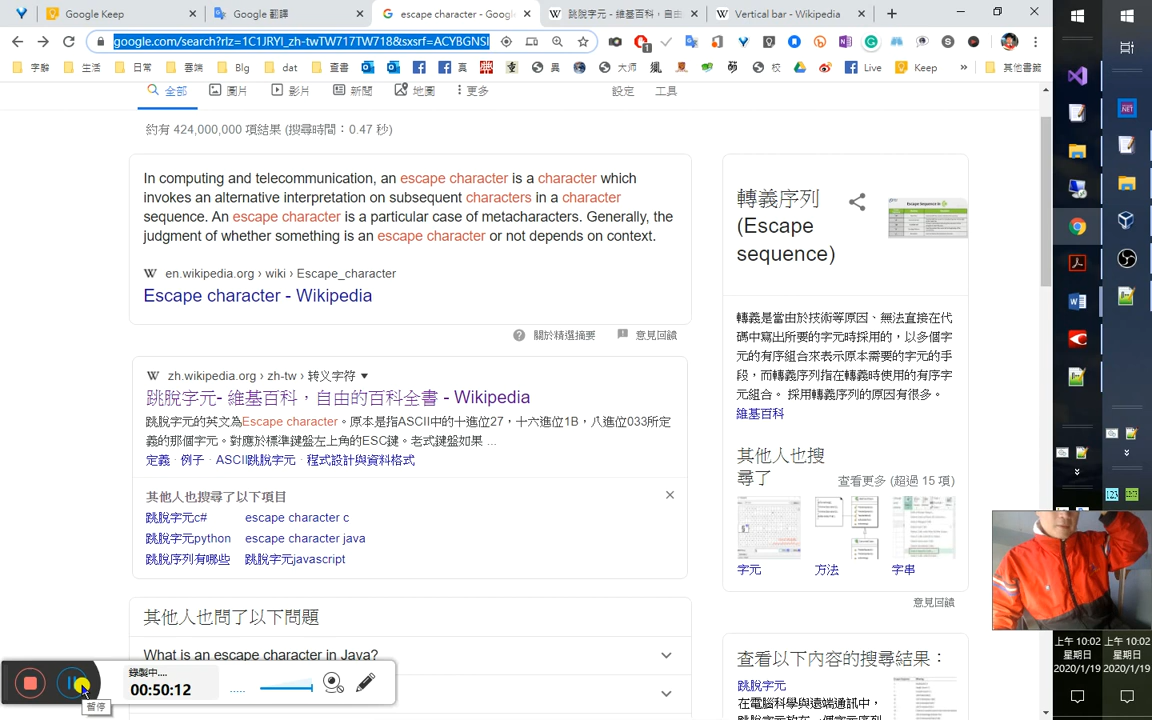 Google Keep
Google 翻譯
escape character - Google
跳脫字元 - 維基百科，自由
Vertical bar - Wikipedia
google.com/search?rlz=1C1JRYI_zh-twTW717TW718&sxsrf=ACYBGNSI
字辭
生活
日常
雲端
Blg
dat
查書
真
異
大师
校
Live
Keep
»
其他書籤
全部
圖片
影片
新聞
地圖
更多
設定
工具
約有 424,000,000 項結果 (搜尋時間：0.47 秒)
In computing and telecommunication, an escape character is a character which
invokes an alternative interpretation on subsequent characters in a character
sequence. An escape character is a particular case of metacharacters. Generally, the
judgment of whether something is an escape character or not depends on context.
en.wikipedia.org › wiki › Escape_character
Escape character - Wikipedia
關於精選摘要
意見回饋
zh.wikipedia.org › zh-tw › 转义字符
跳脫字元- 維基百科，自由的百科全書 - Wikipedia
跳脫字元的英文為Escape character。原本是指ASCII中的十進位27，十六進位1B，八進位033所定
義的那個字元。對應於標準鍵盤左上角的ESC鍵。老式鍵盤如果 ...
定義 · 例子 · ASCII跳脫字元 · 程式設計與資料格式
其他人也搜尋了以下項目
跳脫字元c#
escape character c
跳脫字元python
escape character java
跳脫序列有哪些
跳脫字元javascript
其他人也問了以下問題
What is an escape character in Java?
轉義序列
(Escape
sequence)
轉義是當由於技術等原因、無法直接在代
碼中寫出所要的字元時採用的，以多個字
元的有序組合來表示原本需要的字元的手
段，而轉義序列指在轉義時使用的有序字
元組合。 採用轉義序列的原因有很多。
維基百科
其他人也搜
尋了
查看更多 (超過 15 項)
字元
方法
字串
意見回饋
查看以下內容的搜尋結果：
跳脫字元
在電腦科學與遠端通訊中，
錄製中....
00:50:12
暫停
上午 10:02
星期日
2020/1/19
上午 10:02
星期日
2020/1/19